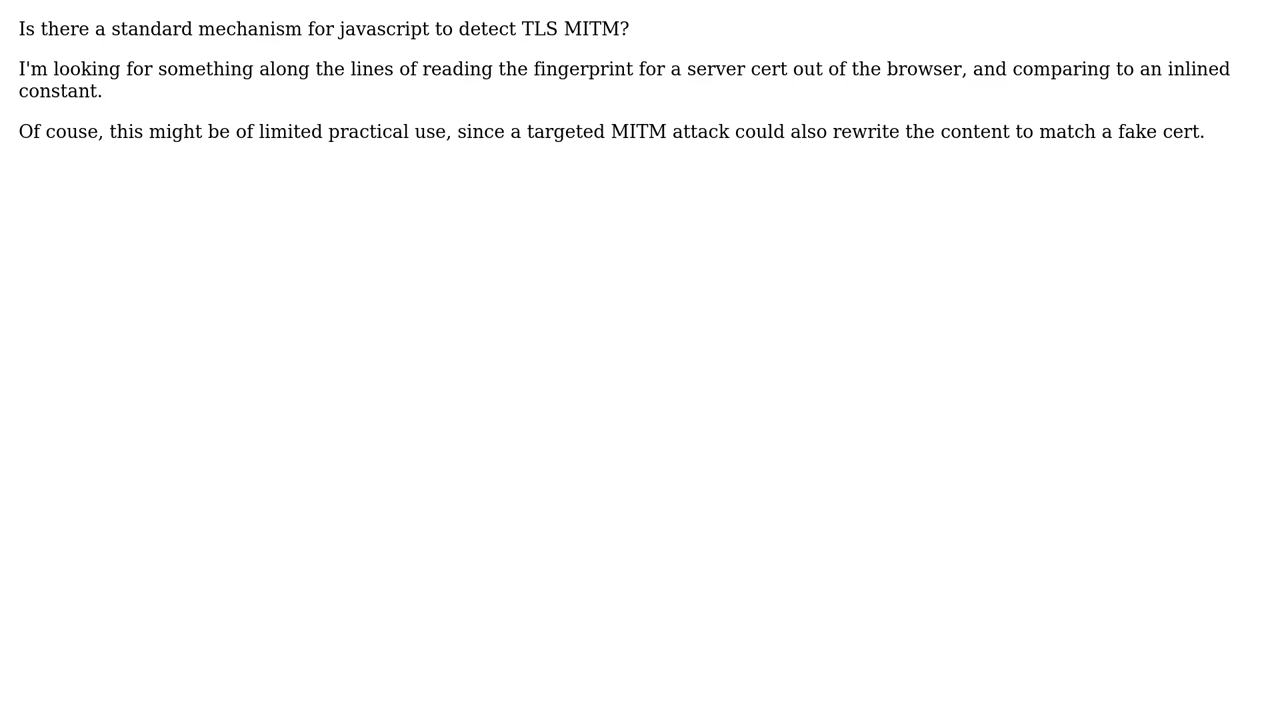 Is there a standard mechanism for javascript to detect TLS MITM?
I'm looking for something along the lines of reading the fingerprint for a server cert out of the browser, and comparing to an inlined
constant.
Of couse, this might be of limited practical use, since a targeted MITM attack could also rewrite the content to match a fake cert.